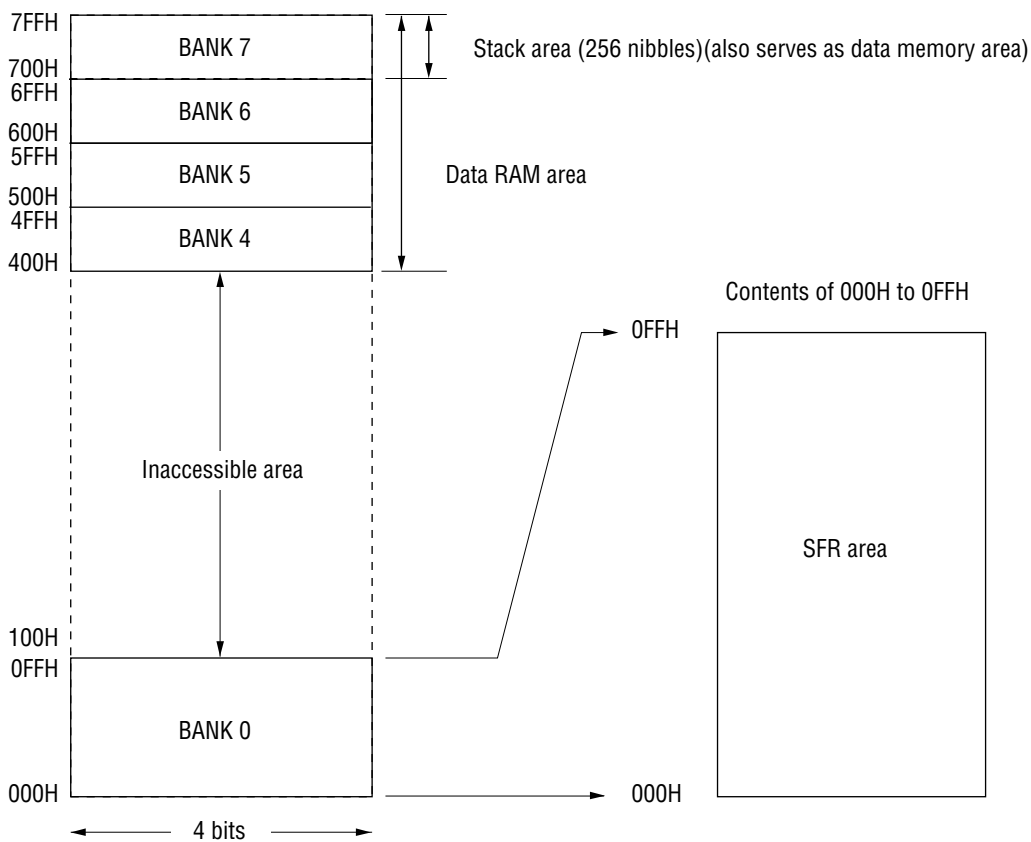 7FFH
BANK 7
Stack area (256 nibbles)(also serves as data memory area)
700H
6FFH
BANK 6
600H
5FFH
BANK 5
Data RAM area
500H
4FFH
BANK 4
400H
Contents of 000H to 0FFH
0FFH
Inaccessible area
SFR area
100H
0FFH
BANK 0
000H
000H
4 bits